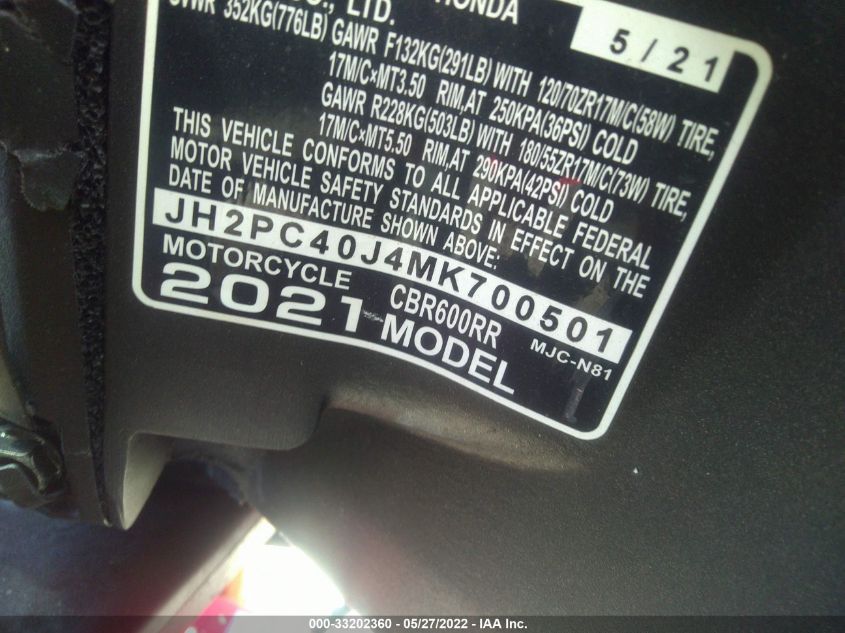 CO., LTD.
HONDA
5/21
GVWR 352KG(776LB) GAWR F132KG(291LB) WITH 120/70ZR17M/C(58W) TIRE,
17M/C×MT3.50 RIM,AT 250KPA(36PSI) COLD
GAWR R228KG(503LB) WITH 180/55ZR17M/C(73W) TIRE,
17M/C×MT5.50 RIM,AT 290KPA(42PSI) COLD
THIS VEHICLE CONFORMS TO ALL APPLICABLE FEDERAL
MOTOR VEHICLE SAFETY STANDARDS IN EFFECT ON THE
DATE OF MANUFACTURE SHOWN ABOVE:
JH2PC40J4MK700501
MOTORCYCLE CBR600RR MJC-N81
2021 MODEL
000-33202360 - 05/27/2022 - IAA Inc.